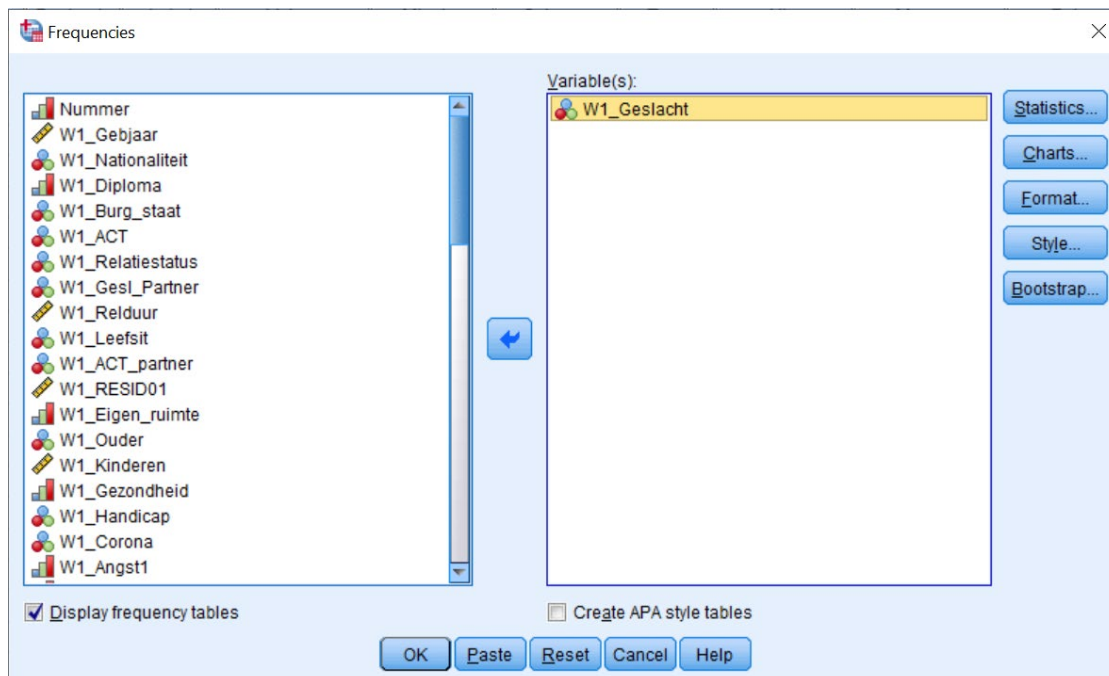 Frequencies
Variable(s):
Nummer
W1_Gebjaar
W1_Nationaliteit
W1_Diploma
W1_Burg_staat
W1_ACT
W1_Relatiestatus
W1_Gesl_Partner
W1_Relduur
W1_Leefsit
W1_ACT_partner
W1_RESID01
W1_Eigen_ruimte
W1_Ouder
W1_Kinderen
W1_Gezondheid
W1_Handicap
W1_Corona
W1_Angst1
W1_Geslacht
Statistics...
Charts...
Format...
Style...
Bootstrap...
Display frequency tables
Create APA style tables
OK Paste Reset Cancel Help